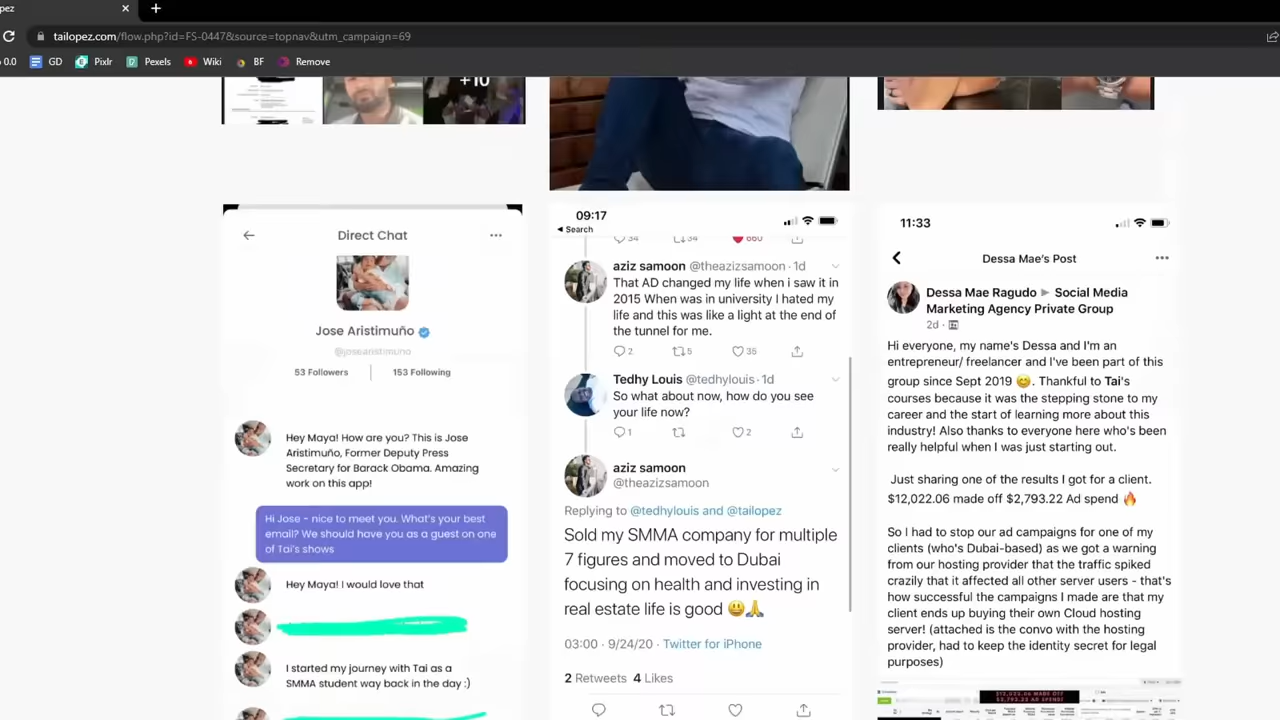 pez
tailopez.com/flow.php?id=FS-0447&source=topnav&utm_campaign=69
0.0 GD Pixlr Pexels Wiki BF Remove
+10
Direct Chat
Jose Aristimuño
@josearistimuno
53 Followers 153 Following
Hey Maya! How are you? This is Jose
Aristimuño, Former Deputy Press
Secretary for Barack Obama. Amazing
work on this app!
Hi Jose - nice to meet you. What's your best
email? We should have you as a guest on one
of Tai's shows
Hey Maya! I would love that
I started my journey with Tai as a
SMMA student way back in the day :)
09:17
Search
34 34 660
aziz samoon @theazizsamoon · 1d
That AD changed my life when i saw it in
2015 When was in university I hated my
life and this was like a light at the end of
the tunnel for me.
2 5 35
Tedhy Louis @tedhylouis · 1d
So what about now, how do you see
your life now?
1 2
aziz samoon
@theazizsamoon
Replying to @tedhylouis and @tailopez
Sold my SMMA company for multiple
7 figures and moved to Dubai
focusing on health and investing in
real estate life is good 😃🙏
03:00 · 9/24/20 · Twitter for iPhone
2 Retweets 4 Likes
11:33
Dessa Mae's Post
Dessa Mae Ragudo ▶ Social Media
Marketing Agency Private Group
2d ·
Hi everyone, my name's Dessa and I'm an
entrepreneur/ freelancer and I've been part of this
group since Sept 2019 😊. Thankful to Tai's
courses because it was the stepping stone to my
career and the start of learning more about this
industry! Also thanks to everyone here who's been
really helpful when I was just starting out.
Just sharing one of the results I got for a client.
$12,022.06 made off $2,793.22 Ad spend 🔥
So I had to stop our ad campaigns for one of my
clients (who's Dubai-based) as we got a warning
from our hosting provider that the traffic spiked
crazily that it affected all other server users - that's
how successful the campaigns I made are that my
client ends up buying their own Cloud hosting
server! (attached is the convo with the hosting
provider, had to keep the identity secret for legal
purposes)
$12,022.06 MADE OFF
$2,793.22 AD SPEND!